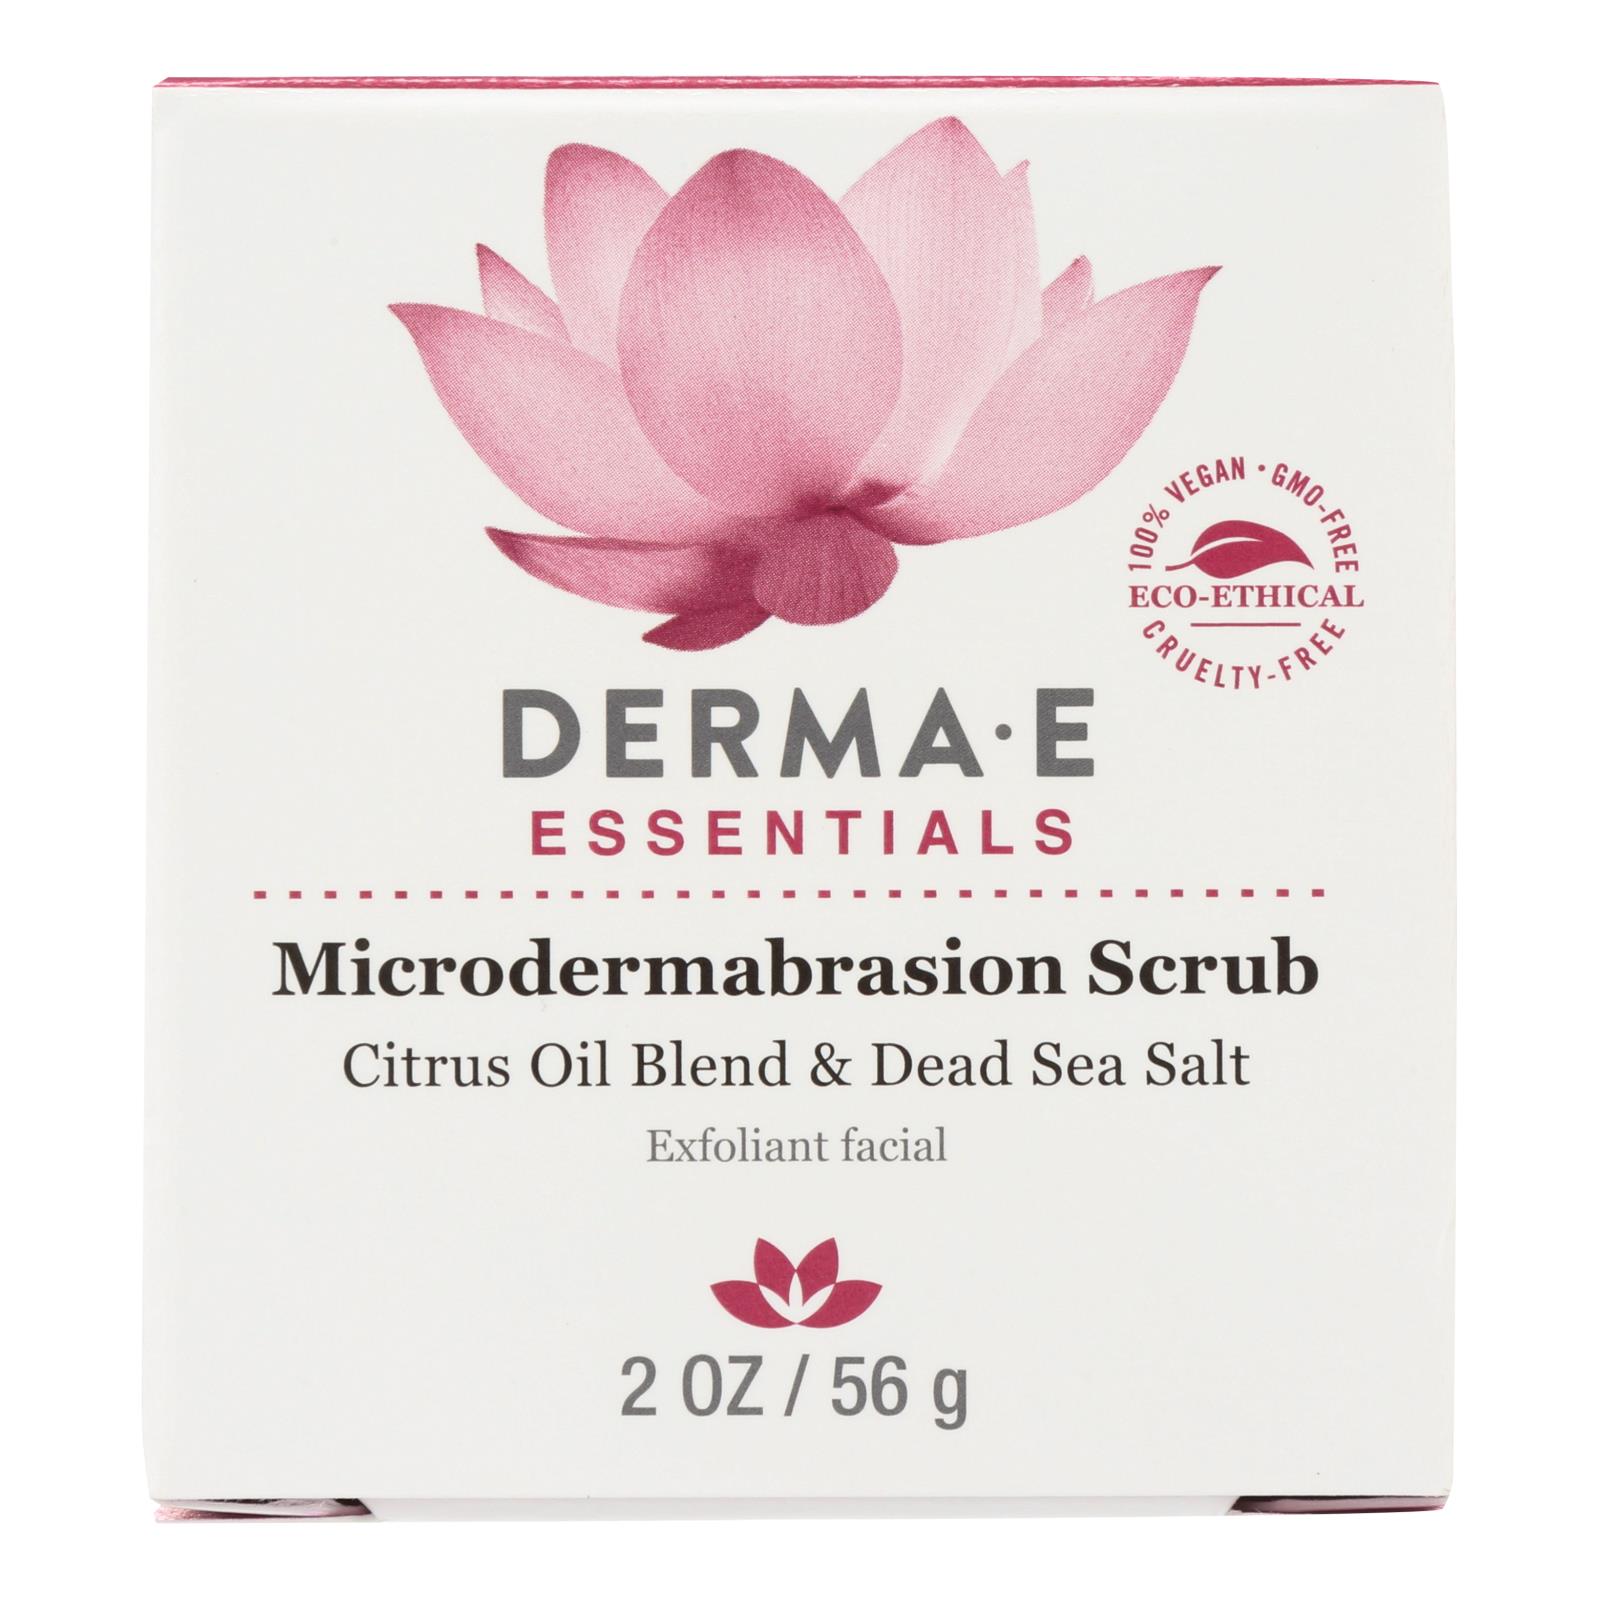 100% VEGAN • GMO-FREE
ECO-ETHICAL
CRUELTY-FREE
DERMA·E
ESSENTIALS
Microdermabrasion Scrub
Citrus Oil Blend & Dead Sea Salt
Exfoliant facial
2 OZ / 56 g